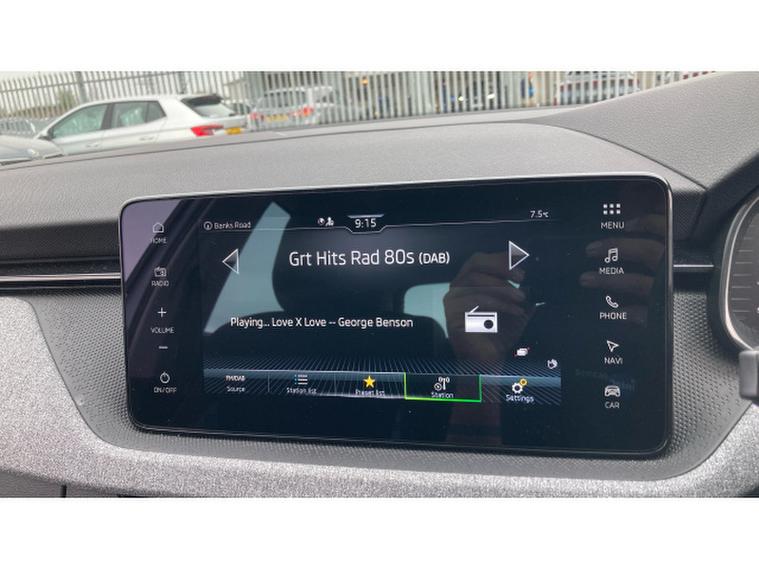 Banks Road
9:15
7.5°C
HOME
MENU
Grt Hits Rad 80s (DAB)
RADIO
MEDIA
VOLUME
Playing... Love X Love -- George Benson
PHONE
NAVI
ON/OFF
FM/DAB
Source
Station list
Preset list
Station
Settings
CAR